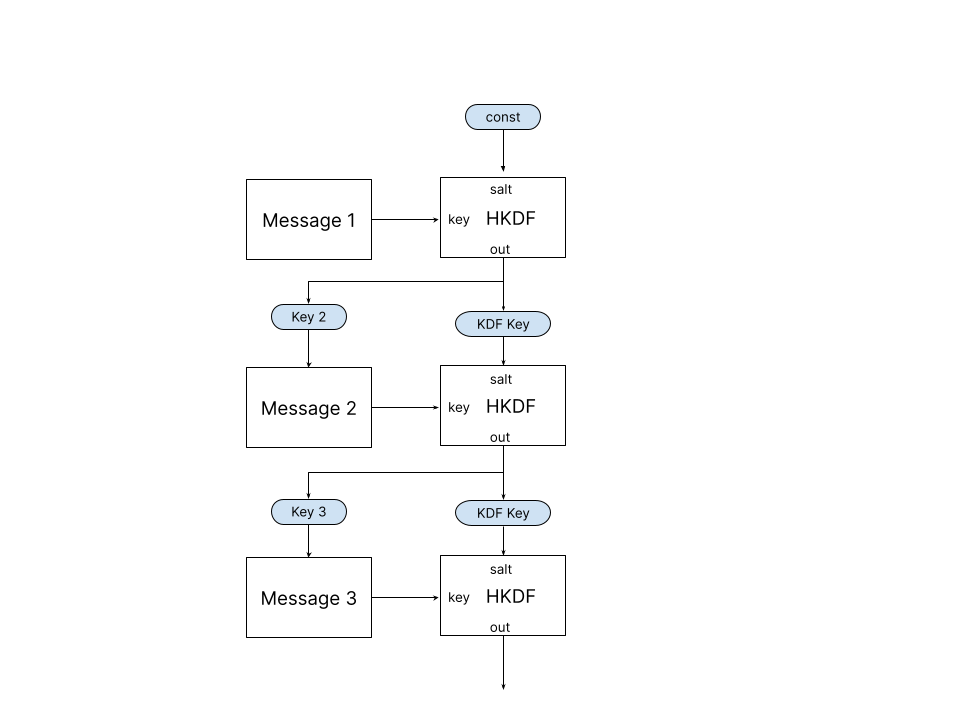 const
salt
Message 1
key
HKDF
out
Key 2
KDF Key
salt
Message 2
key
HKDF
out
Key 3
KDF Key
salt
Message 3
key
HKDF
out